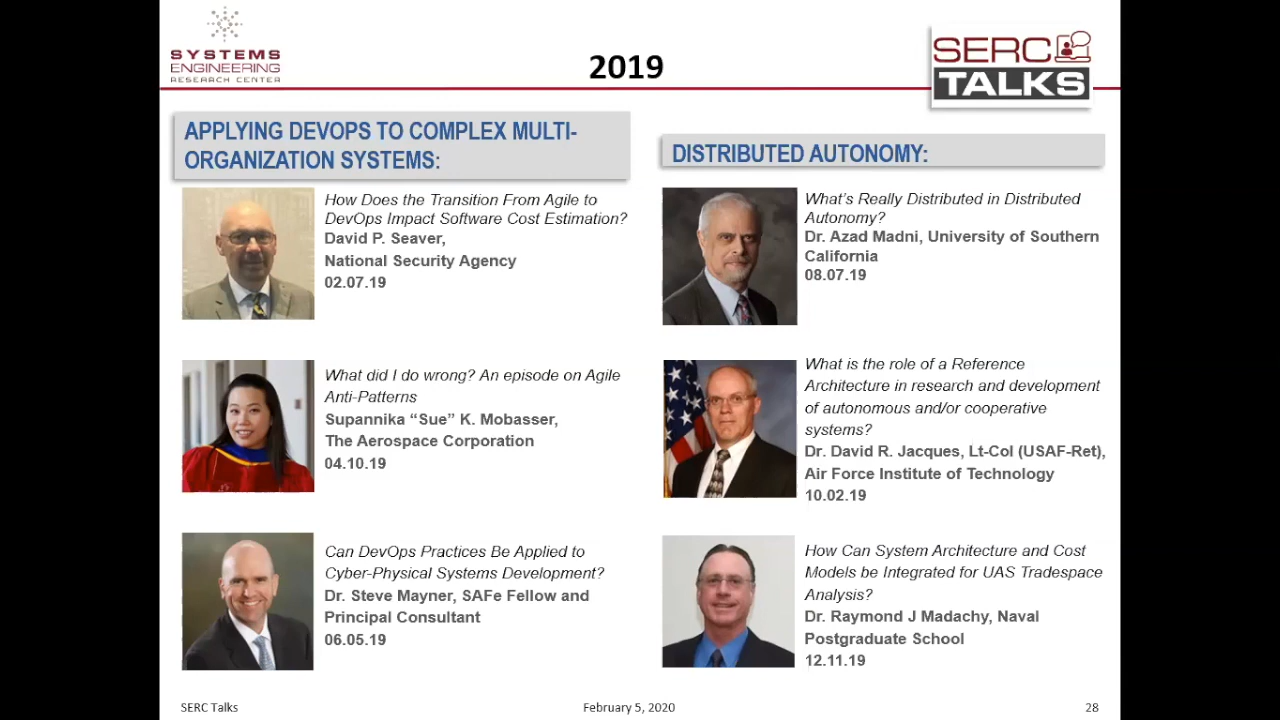 SYSTEMS
ENGINEERING
RESEARCH CENTER
2019
SERC
TALKS
APPLYING DEVOPS TO COMPLEX MULTI-
ORGANIZATION SYSTEMS:
How Does the Transition From Agile to
DevOps Impact Software Cost Estimation?
David P. Seaver,
National Security Agency
02.07.19
What did I do wrong? An episode on Agile
Anti-Patterns
Supannika “Sue” K. Mobasser,
The Aerospace Corporation
04.10.19
Can DevOps Practices Be Applied to
Cyber-Physical Systems Development?
Dr. Steve Mayner, SAFe Fellow and
Principal Consultant
06.05.19
DISTRIBUTED AUTONOMY:
What’s Really Distributed in Distributed
Autonomy?
Dr. Azad Madni, University of Southern
California
08.07.19
What is the role of a Reference
Architecture in research and development
of autonomous and/or cooperative
systems?
Dr. David R. Jacques, Lt-Col (USAF-Ret),
Air Force Institute of Technology
10.02.19
How Can System Architecture and Cost
Models be Integrated for UAS Tradespace
Analysis?
Dr. Raymond J Madachy, Naval
Postgraduate School
12.11.19
SERC Talks
February 5, 2020
28